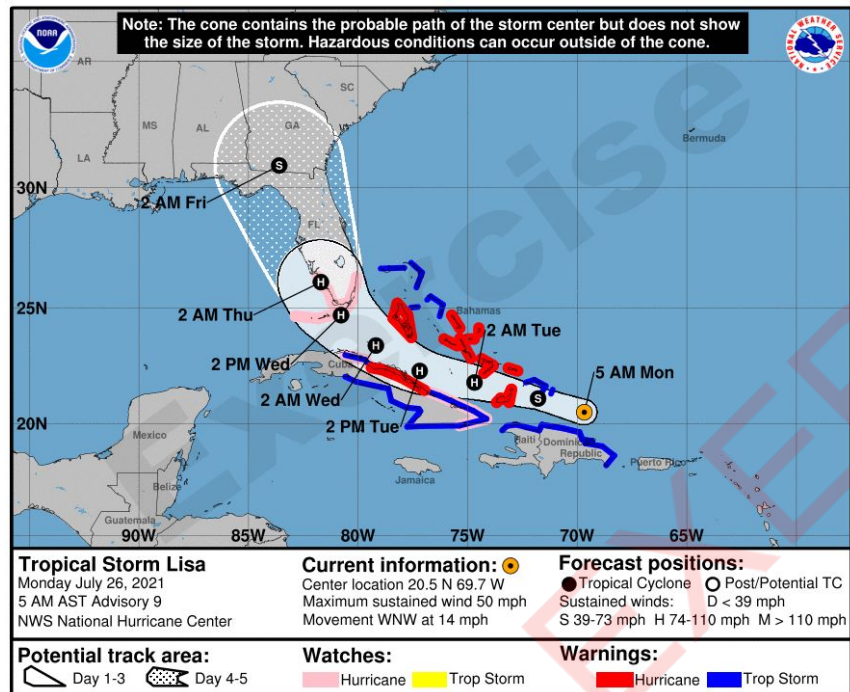 Note: The cone contains the probable path of the storm center but does not show
the size of the storm. Hazardous conditions can occur outside of the cone.
NOAA
NATIONAL WEATHER SERVICE
AR
SC
MS
AL
GA
LA
Bermuda
30N
2 AM Fri
FL
25N
2 AM Thu
Bahamas
2 AM Tue
2 PM Wed
Cuba
5 AM Mon
2 AM Wed
20N
2 PM Tue
Mexico
Haiti
Dominican
Republic
Puerto Rico
Jamaica
Belize
Guatemala
90W
85W
80W
75W
70W
65W
S
H
H
H
H
H
S
Exercise
EXER
Tropical Storm Lisa
Monday July 26, 2021
5 AM AST Advisory 9
NWS National Hurricane Center
Current information:
Center location 20.5 N 69.7 W
Maximum sustained wind 50 mph
Movement WNW at 14 mph
Forecast positions:
Tropical Cyclone Post/Potential TC
Sustained winds: D < 39 mph
S 39-73 mph H 74-110 mph M > 110 mph
Potential track area:
Day 1-3 Day 4-5
Watches:
Hurricane Trop Storm
Warnings:
Hurricane Trop Storm